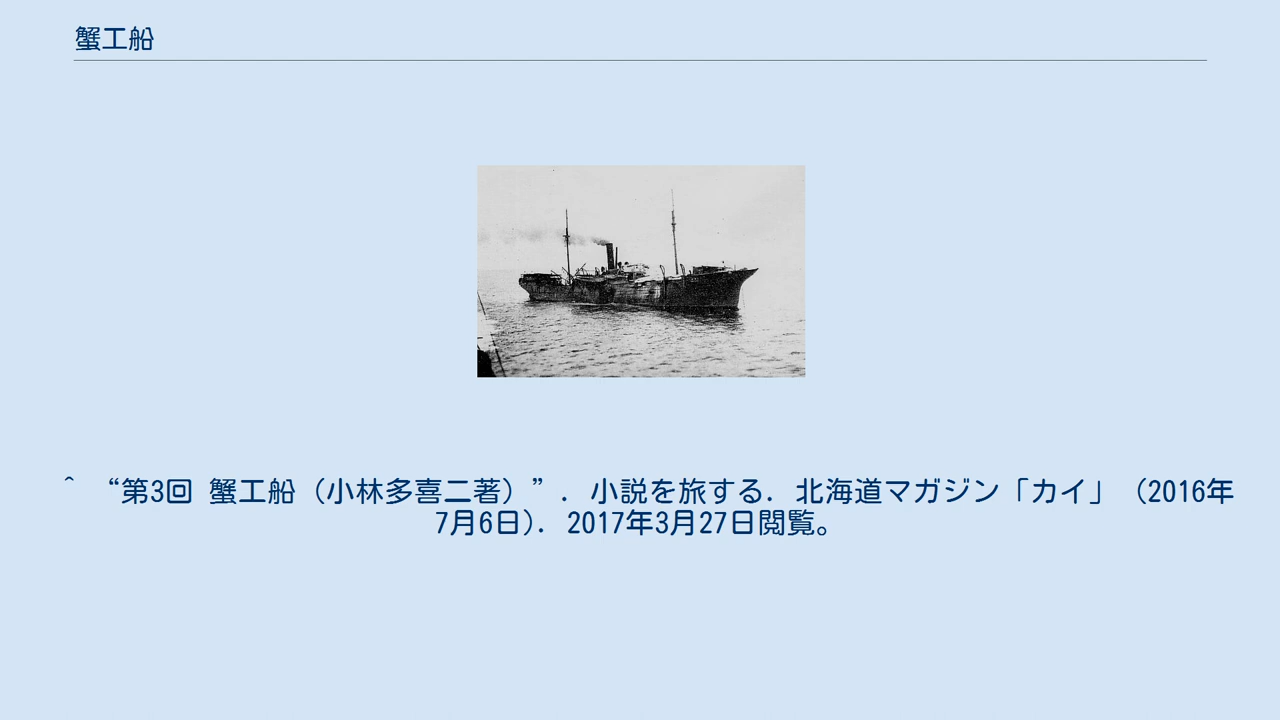 蟹工船
^ “第3回 蟹工船（小林多喜二著）”. 小説を旅する. 北海道マガジン「カイ」 (2016年
7月6日). 2017年3月27日閲覧。